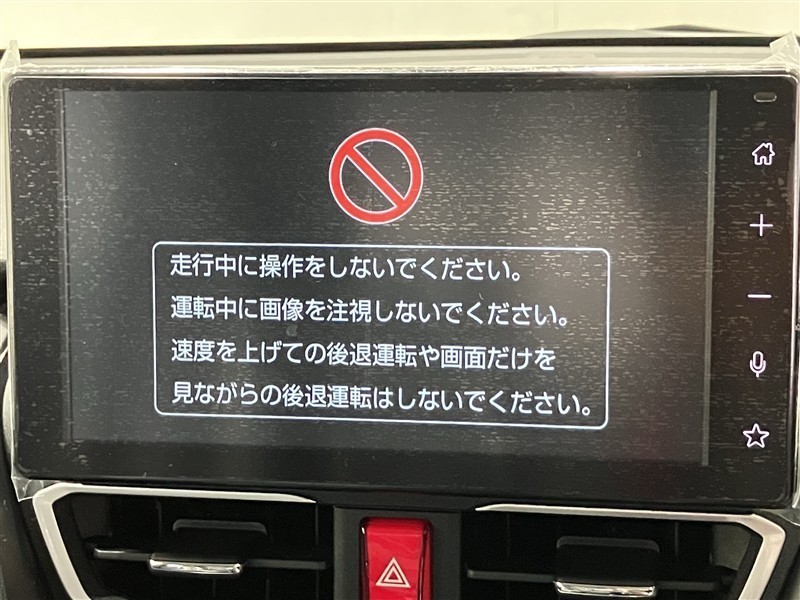 走行中に操作をしないでください。
運転中に画像を注視しないでください。
速度を上げての後退運転や画面だけを
見ながらの後退運転はしないでください。